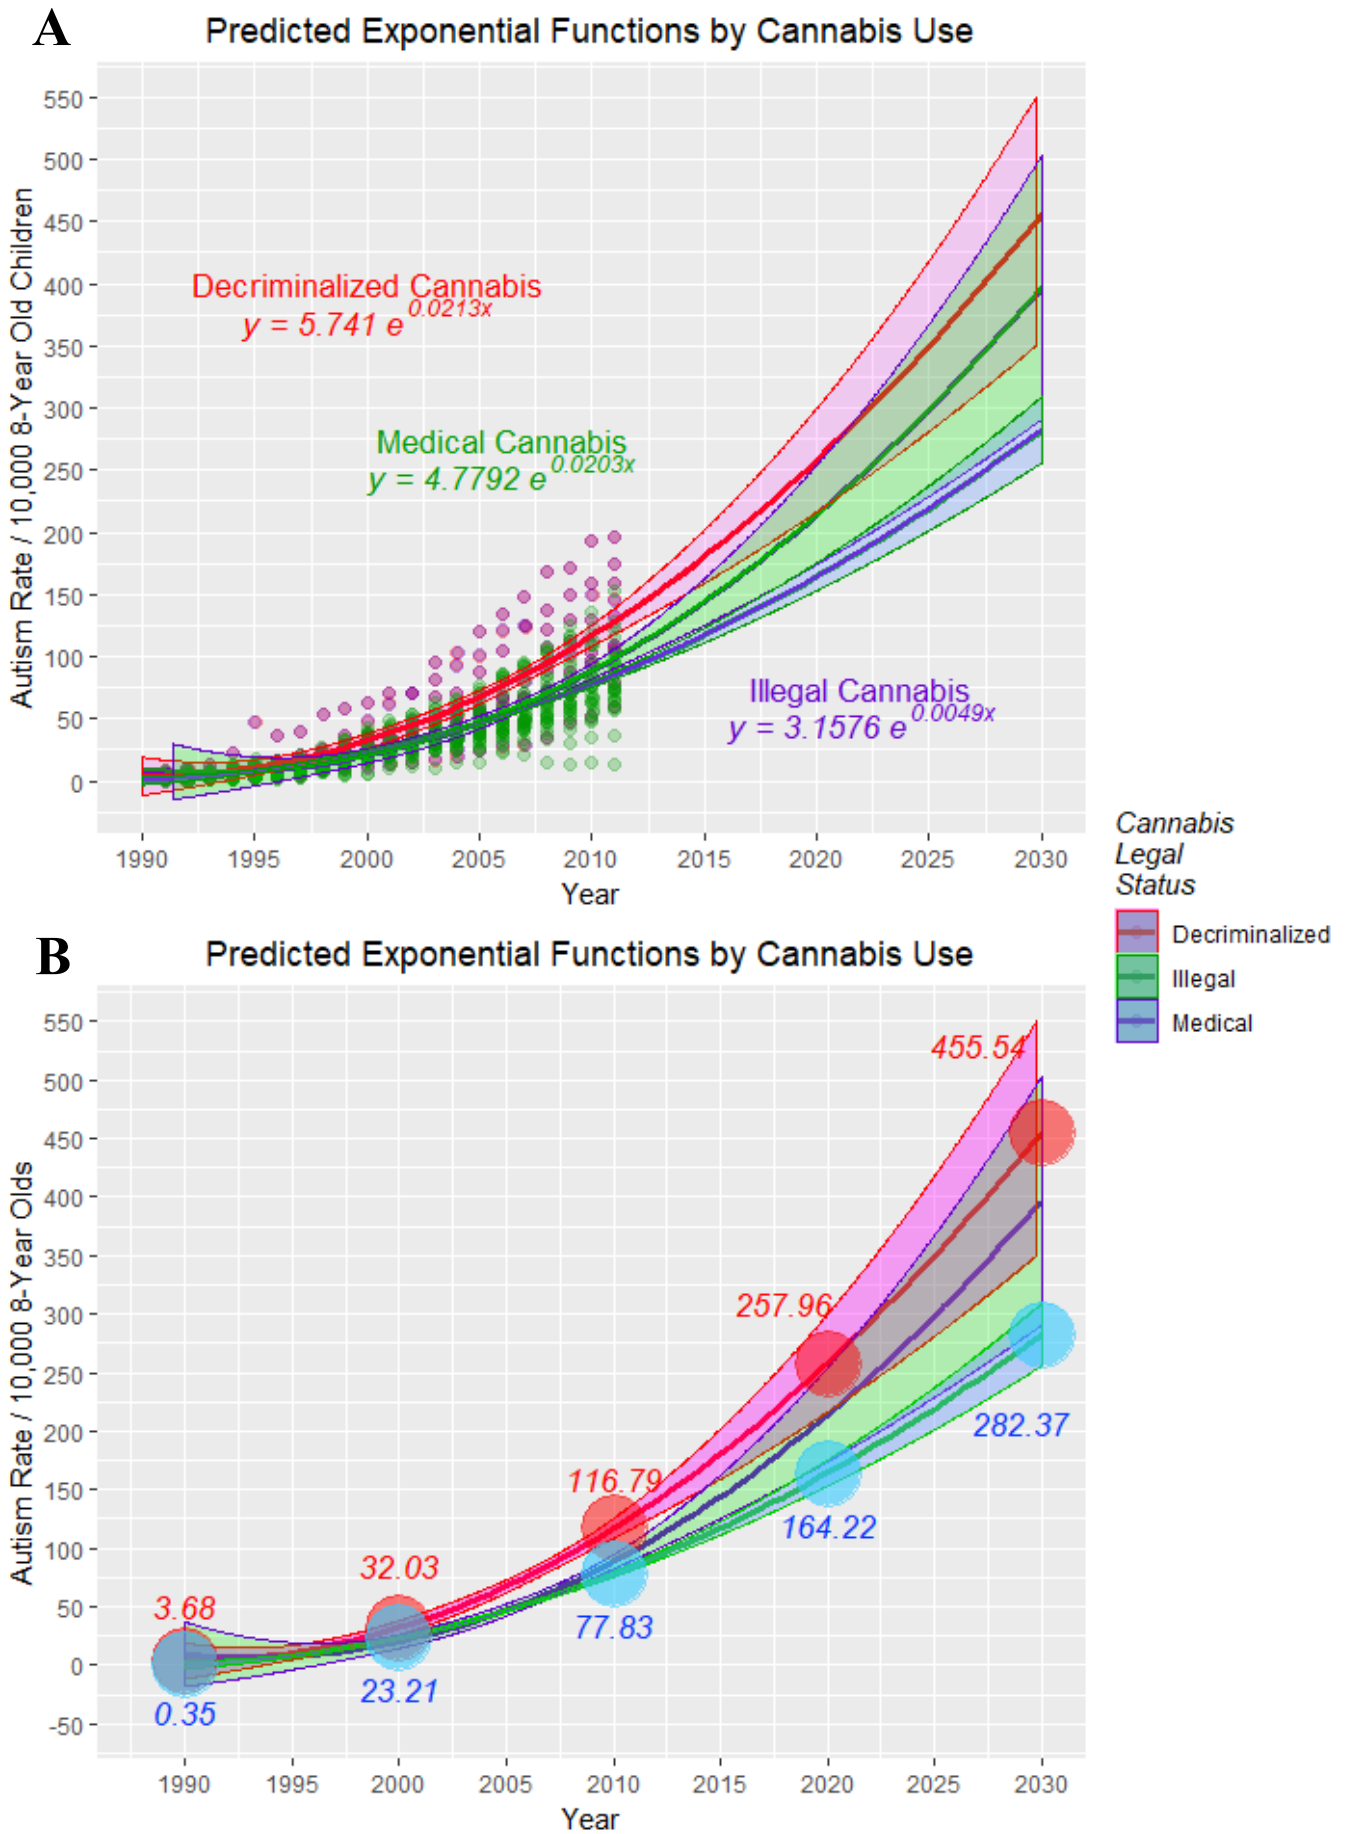 A
Predicted Exponential Functions by Cannabis Use
Autism Rate / 10,000 8-Year Old Children
550
500
450
400
350
300
250
200
150
100
50
0
Decriminalized Cannabis
y = 5.741 e^0.0213x
Medical Cannabis
y = 4.7792 e^0.0203x
Illegal Cannabis
y = 3.1576 e^0.0049x
1990 1995 2000 2005 2010 2015 2020 2025 2030
Year
Cannabis
Legal
Status
Decriminalized
Illegal
Medical
B
Predicted Exponential Functions by Cannabis Use
Autism Rate / 10,000 8-Year Olds
550
500
450
400
350
300
250
200
150
100
50
0
-50
455.54
257.96
282.37
116.79
164.22
32.03
77.83
3.68
23.21
0.35
1990 1995 2000 2005 2010 2015 2020 2025 2030
Year